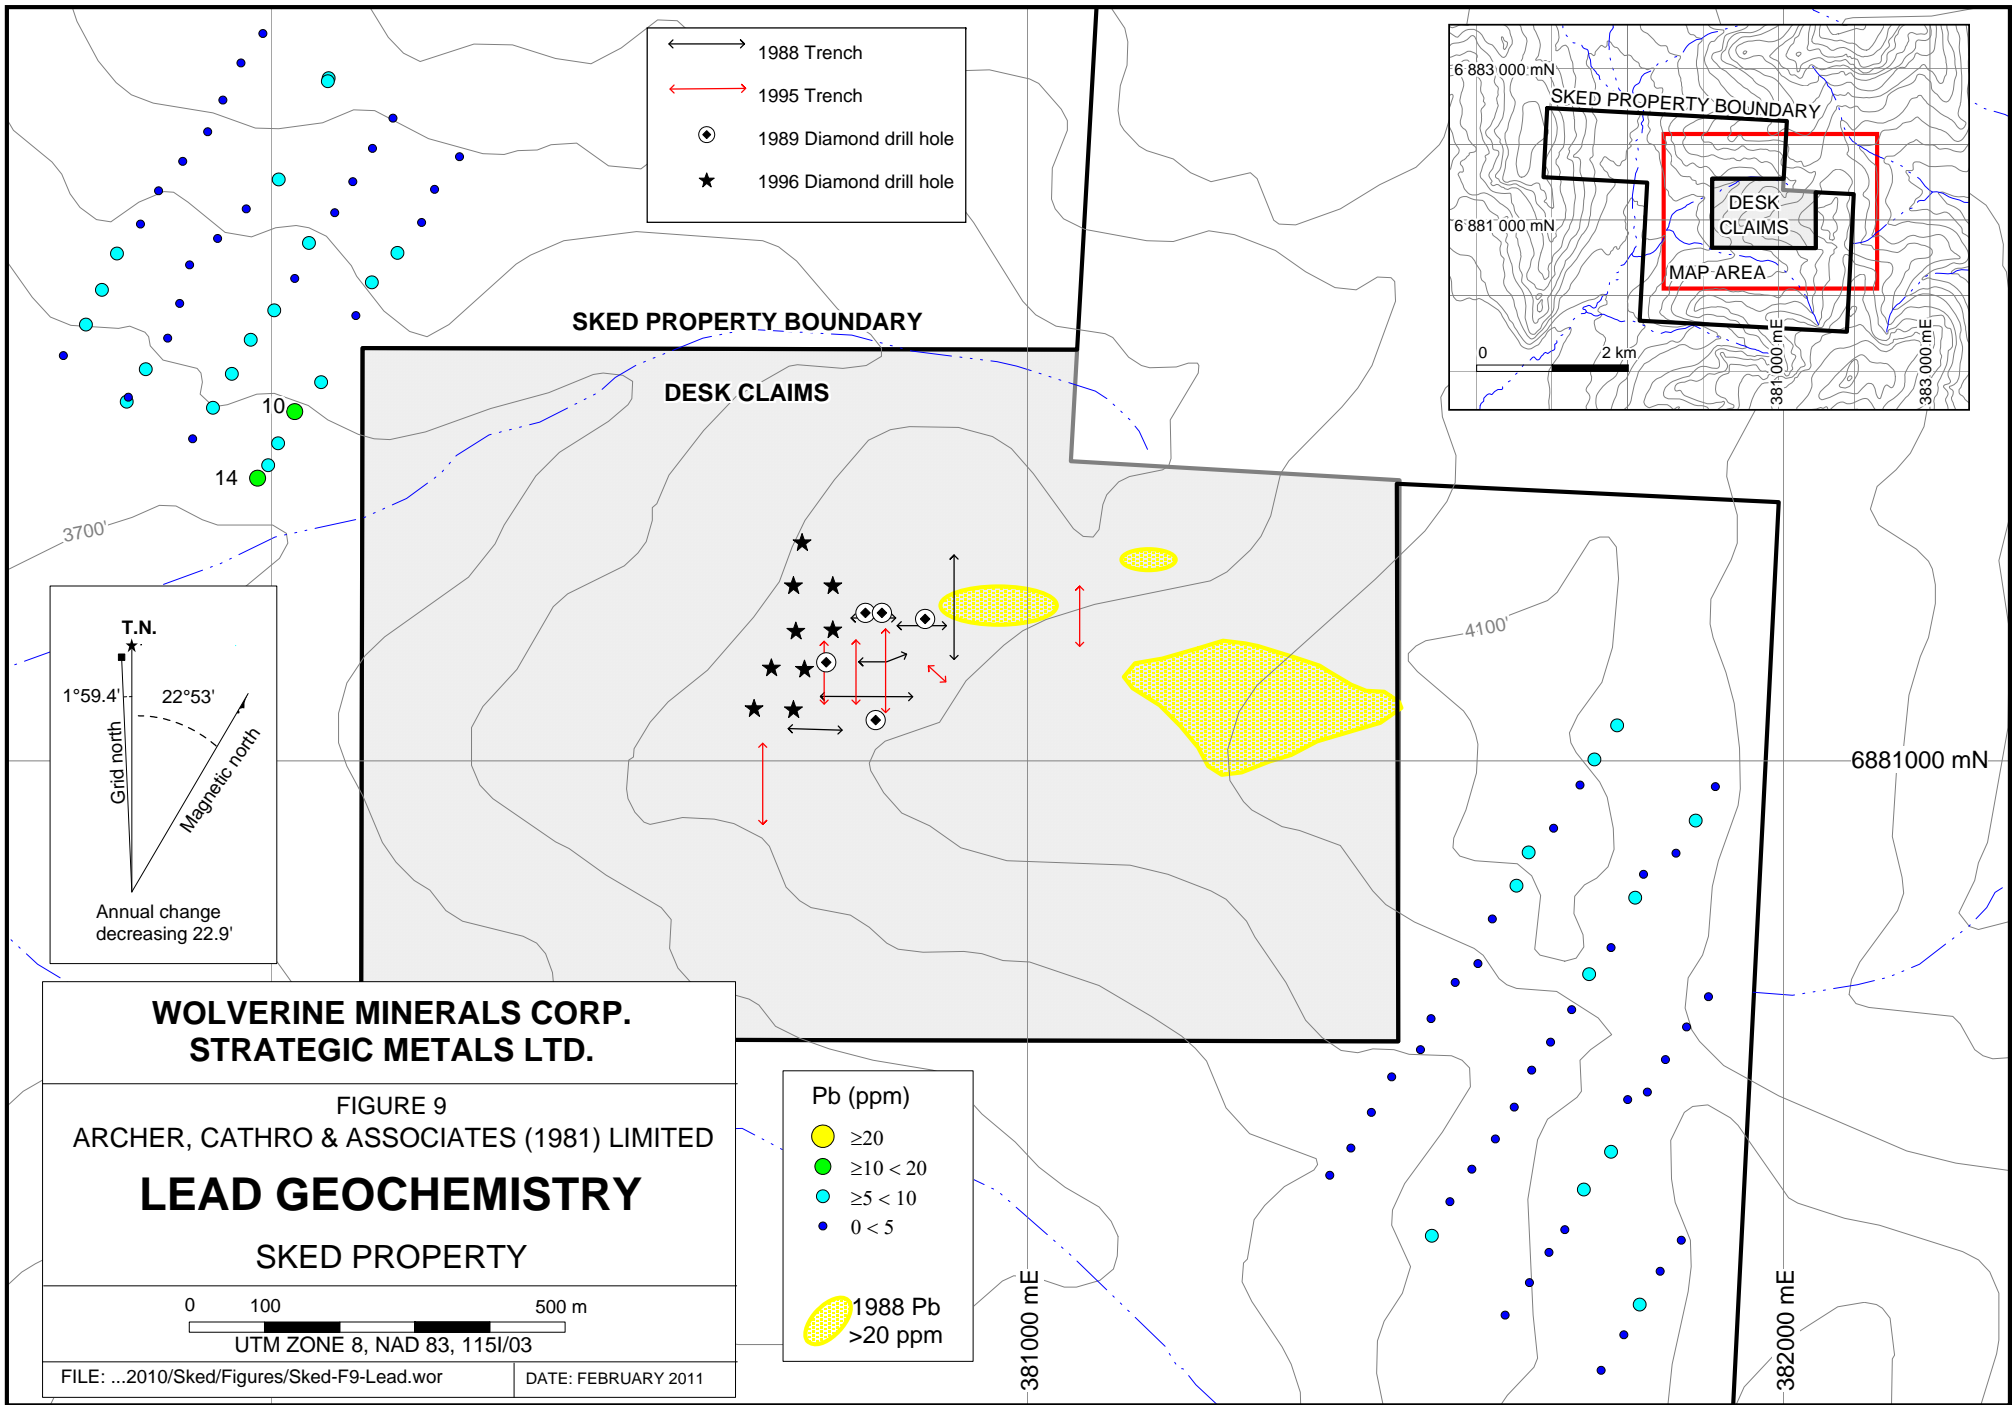 1988 Trench
1995 Trench
1989 Diamond drill hole
1996 Diamond drill hole
6 883 000 mN
SKED PROPERTY BOUNDARY
DESK
CLAIMS
6 881 000 mN
MAP AREA
0
2 km
381 000 mE
383 000 mE
SKED PROPERTY BOUNDARY
DESK CLAIMS
10
14
3700'
4100'
T.N.
1°59.4'
22°53'
Grid north
Magnetic north
Annual change
decreasing 22.9'
6881000 mN
WOLVERINE MINERALS CORP.
STRATEGIC METALS LTD.
FIGURE 9
ARCHER, CATHRO & ASSOCIATES (1981) LIMITED
LEAD GEOCHEMISTRY
SKED PROPERTY
0 100 500 m
UTM ZONE 8, NAD 83, 115I/03
FILE: ...2010/Sked/Figures/Sked-F9-Lead.wor
DATE: FEBRUARY 2011
Pb (ppm)
≥20
≥10 < 20
≥5 < 10
0 < 5
1988 Pb
>20 ppm
381000 mE
382000 mE